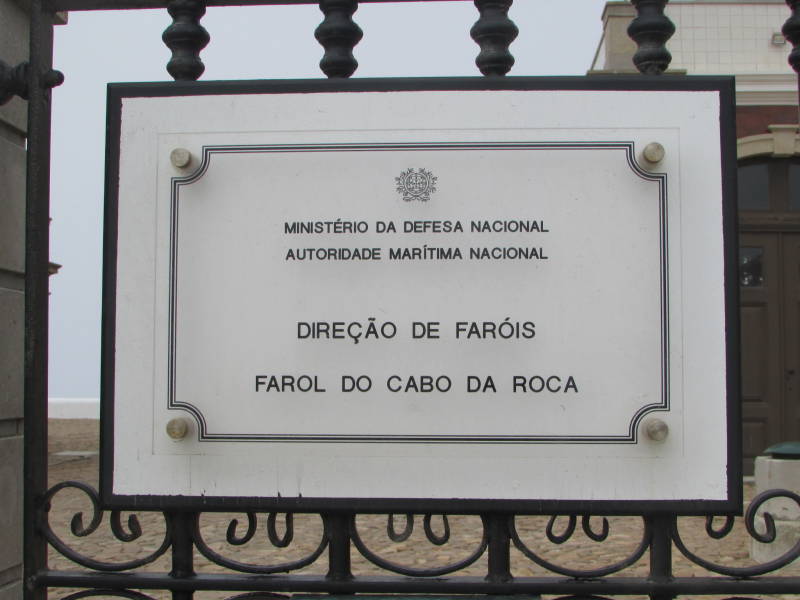 MINISTÉRIO DA DEFESA NACIONAL
AUTORIDADE MARÍTIMA NACIONAL
DIREÇÃO DE FARÓIS
FAROL DO CABO DA ROCA